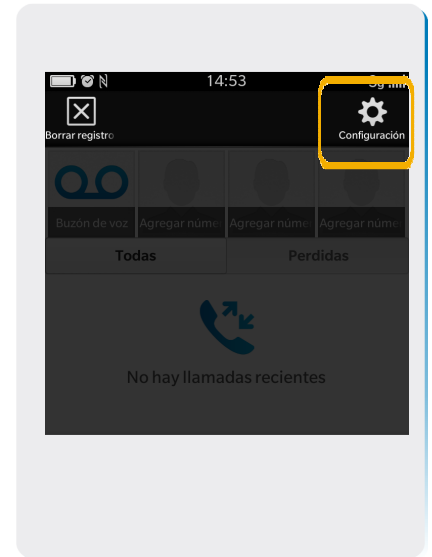 14:53
3g
Borrar registro
Configuración
Buzón de voz
Agregar núme
Agregar núme
Agregar núme
Todas
Perdidas
No hay llamadas recientes